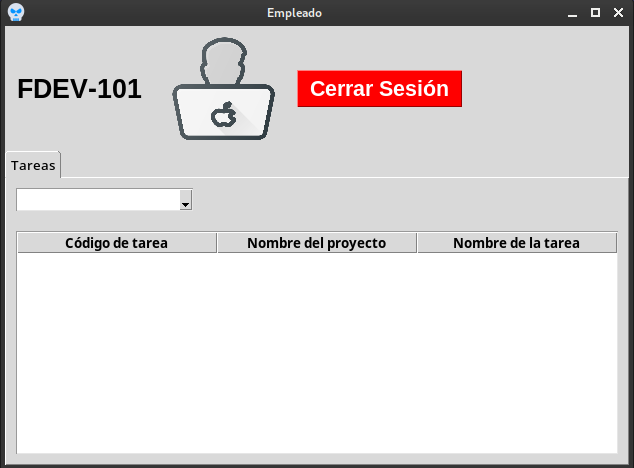 Empleado
FDEV-101
Cerrar Sesión
Tareas
Código de tarea Nombre del proyecto Nombre de la tarea